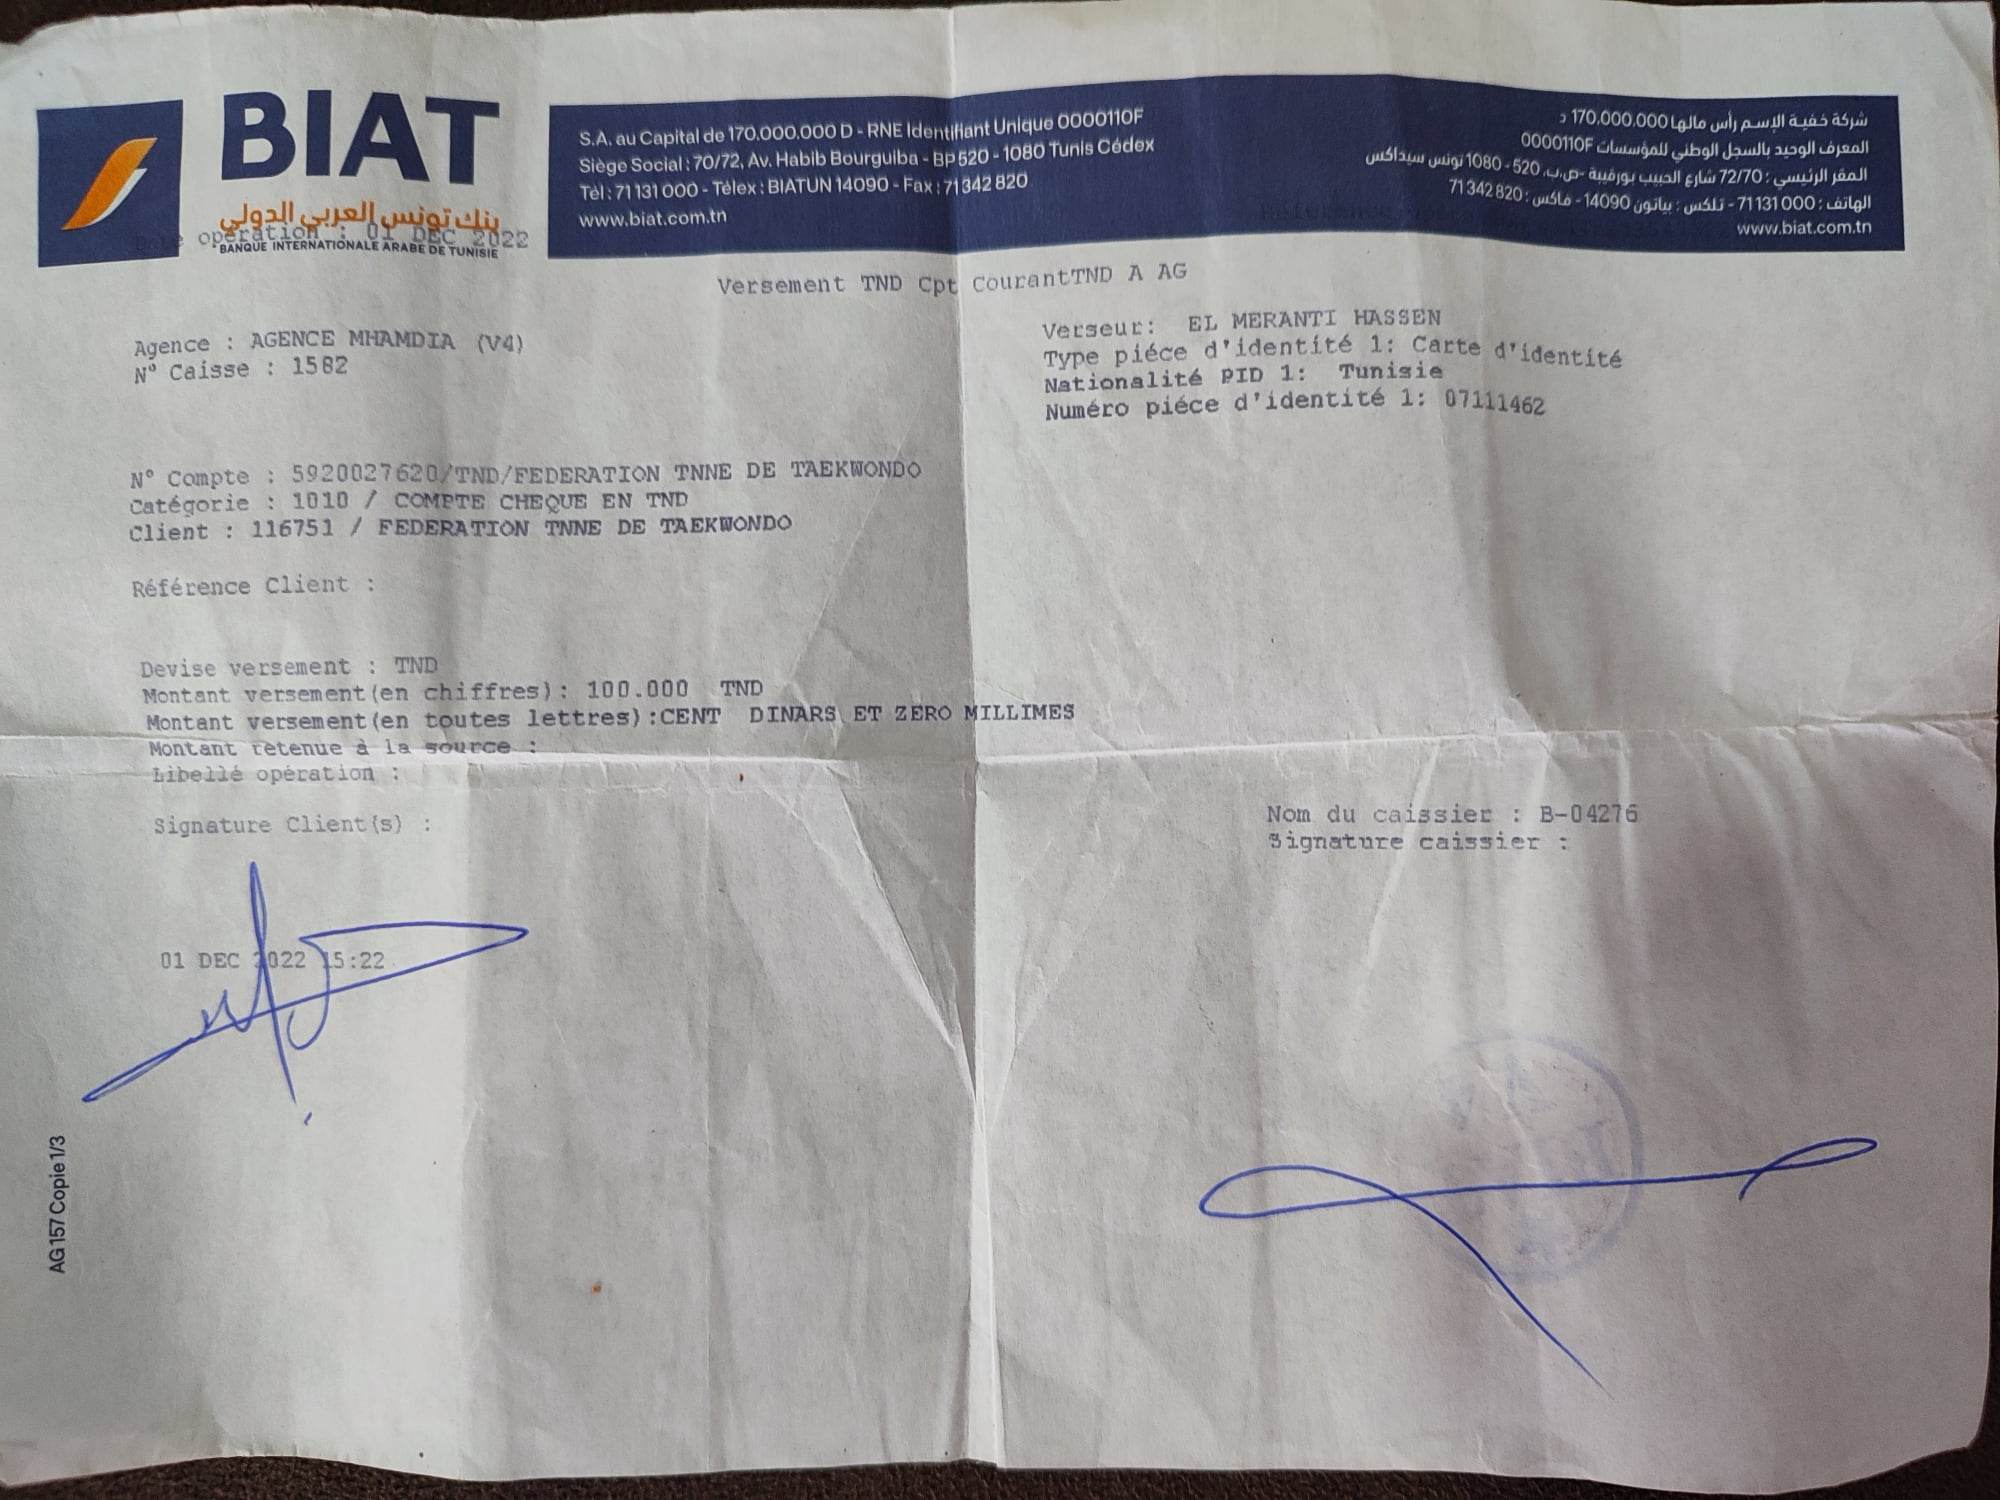 BIAT
بنك تونس العربي الدولي
BANQUE INTERNATIONALE ARABE DE TUNISIE
S.A. au Capital de 170.000.000 D - RNE Identifiant Unique 0000110F
Siège Social : 70/72, Av. Habib Bourguiba - BP 520 - 1080 Tunis Cédex
Tél : 71 131 000 - Télex : BIATUN 14090 - Fax : 71 342 820
www.biat.com.tn
شركة خفية الإسم رأس مالها 170.000.000 د
المعرف الوحيد بالسجل الوطني للمؤسسات 0000110F
المقر الرئيسي : 72/70 شارع الحبيب بورقيبة -ص.ب. 520 - 1080 تونس سيداكس
الهاتف : 71 131 000 - تلكس : بياتون 14090 - فاكس : 71 342 820
www.biat.com.tn
Date opération : 01 DEC 2022
Versement TND Cpt CourantTND A AG
Agence : AGENCE MHAMDIA (V4)
N° Caisse : 1582
Verseur: EL MERANTI HASSEN
Type piéce d'identité 1: Carte d'identité
Nationalité PID 1: Tunisie
Numéro piéce d'identité 1: 07111462
N° Compte : 5920027620/TND/FEDERATION TNNE DE TAEKWONDO
Catégorie : 1010 / COMPTE CHEQUE EN TND
Client : 116751 / FEDERATION TNNE DE TAEKWONDO
Référence Client :
Devise versement : TND
Montant versement(en chiffres): 100.000 TND
Montant versement(en toutes lettres):CENT DINARS ET ZERO MILLIMES
Montant retenue à la source :
Libellé opération :
Signature Client(s) :
Nom du caissier : B-04276
Signature caissier :
01 DEC 2022 15:22
AG 157 Copie 1/3